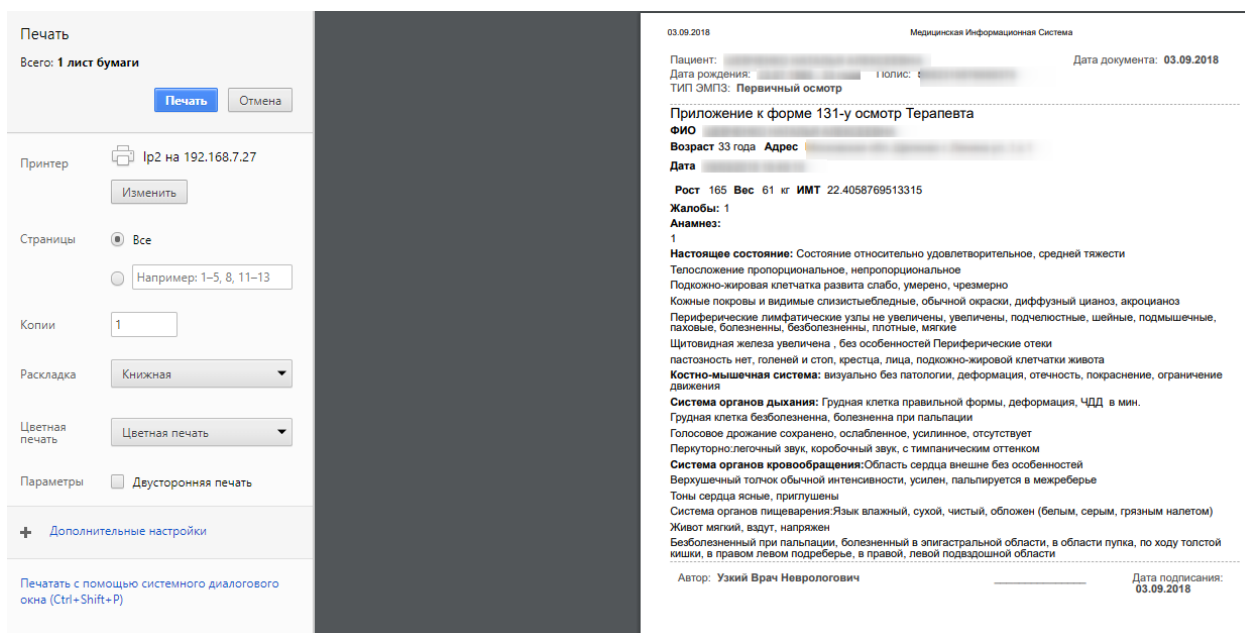 Печать
Всего: 1 лист бумаги
Печать
Отмена
Принтер
lp2 на 192.168.7.27
Изменить
Страницы
Все
Например: 1–5, 8, 11–13
Копии
1
Раскладка
Книжная
Цветная
печать
Цветная печать
Параметры
Двусторонняя печать
+ Дополнительные настройки
Печатать с помощью системного диалогового
окна (Ctrl+Shift+P)
03.09.2018 Медицинская Информационная Система
Пациент: Дата документа: 03.09.2018
Дата рождения: Полис:
ТИП ЭМПЗ: Первичный осмотр
Приложение к форме 131-у осмотр Терапевта
ФИО
Возраст 33 года Адрес
Дата
Рост 165 Вес 61 кг ИМТ 22.4058769513315
Жалобы: 1
Анамнез:
1
Настоящее состояние: Состояние относительно удовлетворительное, средней тяжести
Телосложение пропорциональное, непропорциональное
Подкожно-жировая клетчатка развита слабо, умерено, чрезмерно
Кожные покровы и видимые слизистыебледные, обычной окраски, диффузный цианоз, акроцианоз
Периферические лимфатические узлы не увеличены, увеличены, подчелюстные, шейные, подмышечные,
паховые, болезненны, безболезненны, плотные, мягкие
Щитовидная железа увеличена , без особенностей Периферические отеки
пастозность нет, голеней и стоп, крестца, лица, подкожно-жировой клетчатки живота
Костно-мышечная система: визуально без патологии, деформация, отечность, покраснение, ограничение
движения
Система органов дыхания: Грудная клетка правильной формы, деформация, ЧДД в мин.
Грудная клетка безболезненна, болезненна при пальпации
Голосовое дрожание сохранено, ослабленное, усилинное, отсутствует
Перкуторно:легочный звук, коробочный звук, с тимпаническим оттенком
Система органов кровообращения:Область сердца внешне без особенностей
Верхушечный толчок обычной интенсивности, усилен, пальпируется в межреберье
Тоны сердца ясные, приглушены
Система органов пищеварения:Язык влажный, сухой, чистый, обложен (белым, серым, грязным налетом)
Живот мягкий, вздут, напряжен
Безболезненный при пальпации, болезненный в эпигастральной области, в области пупка, по ходу толстой
кишки, в правом левом подреберье, в правой, левой подвздошной области
Автор: Узкий Врач Неврологович Дата подписания:
03.09.2018